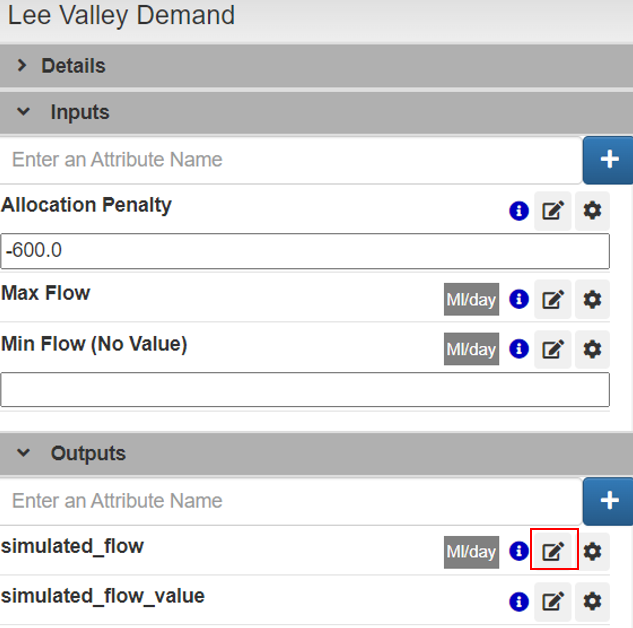 Lee Valley Demand
Details
Inputs
Enter an Attribute Name
Allocation Penalty
-600.0
Max Flow Ml/day
Min Flow (No Value) Ml/day
Outputs
Enter an Attribute Name
simulated_flow Ml/day
simulated_flow_value